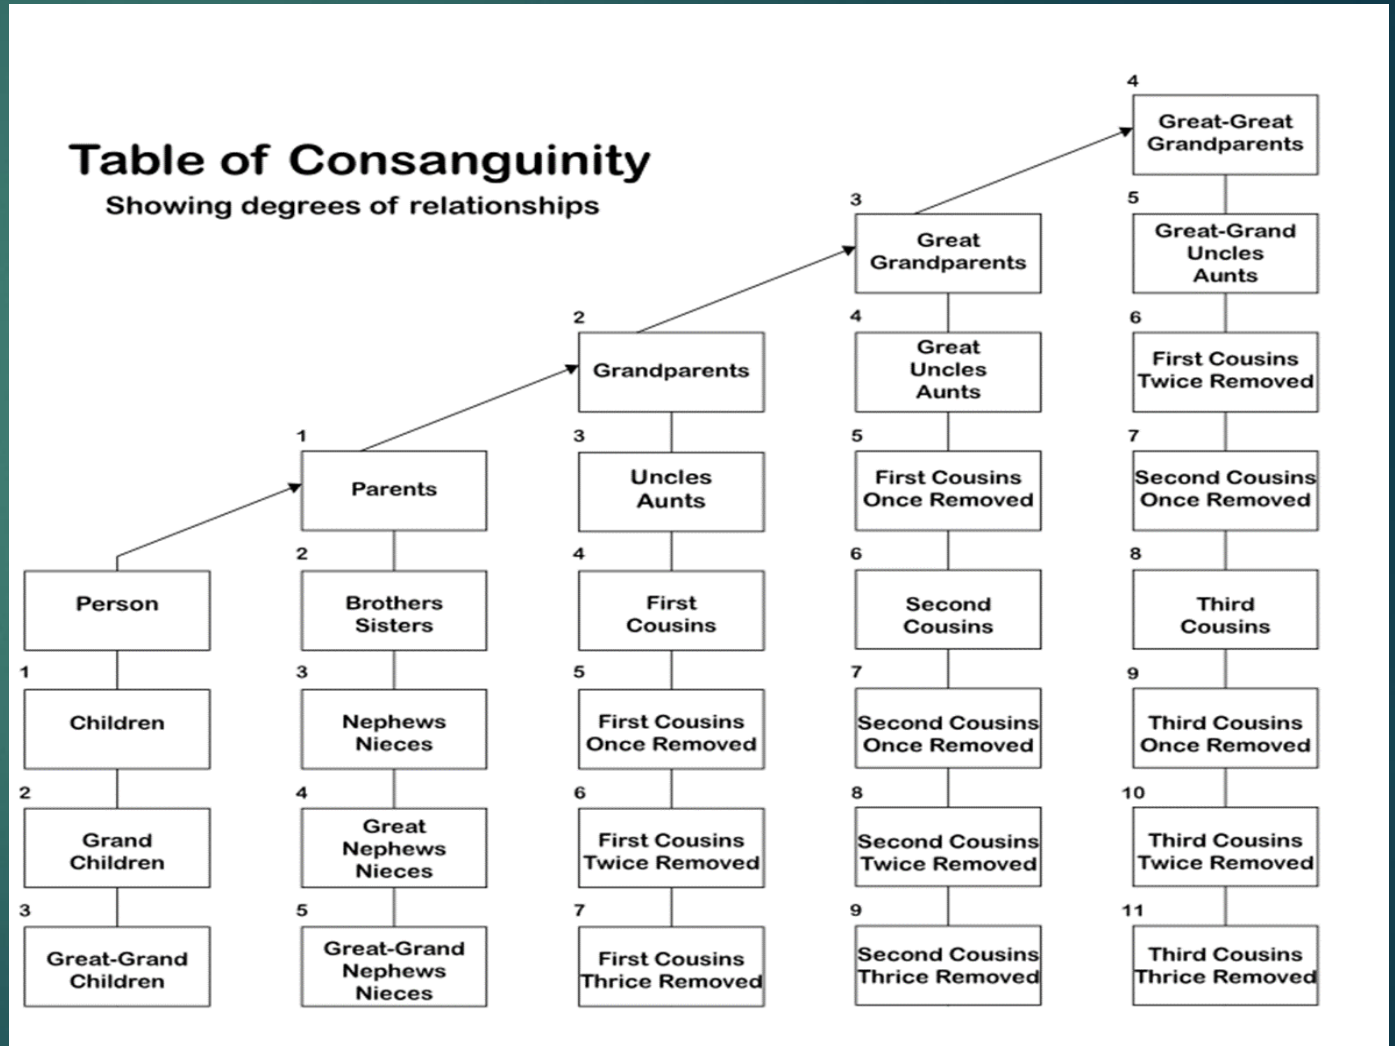 Table of Consanguinity
Showing degrees of relationships
Person
1
Children
2
Grand
Children
3
Great-Grand
Children
1
Parents
2
Brothers
Sisters
3
Nephews
Nieces
4
Great
Nephews
Nieces
5
Great-Grand
Nephews
Nieces
2
Grandparents
3
Uncles
Aunts
4
First
Cousins
5
First Cousins
Once Removed
6
First Cousins
Twice Removed
7
First Cousins
Thrice Removed
3
Great
Grandparents
4
Great
Uncles
Aunts
5
First Cousins
Once Removed
6
Second
Cousins
7
Second Cousins
Once Removed
8
Second Cousins
Twice Removed
9
Second Cousins
Thrice Removed
4
Great-Great
Grandparents
5
Great-Grand
Uncles
Aunts
6
First Cousins
Twice Removed
7
Second Cousins
Once Removed
8
Third
Cousins
9
Third Cousins
Once Removed
10
Third Cousins
Twice Removed
11
Third Cousins
Thrice Removed